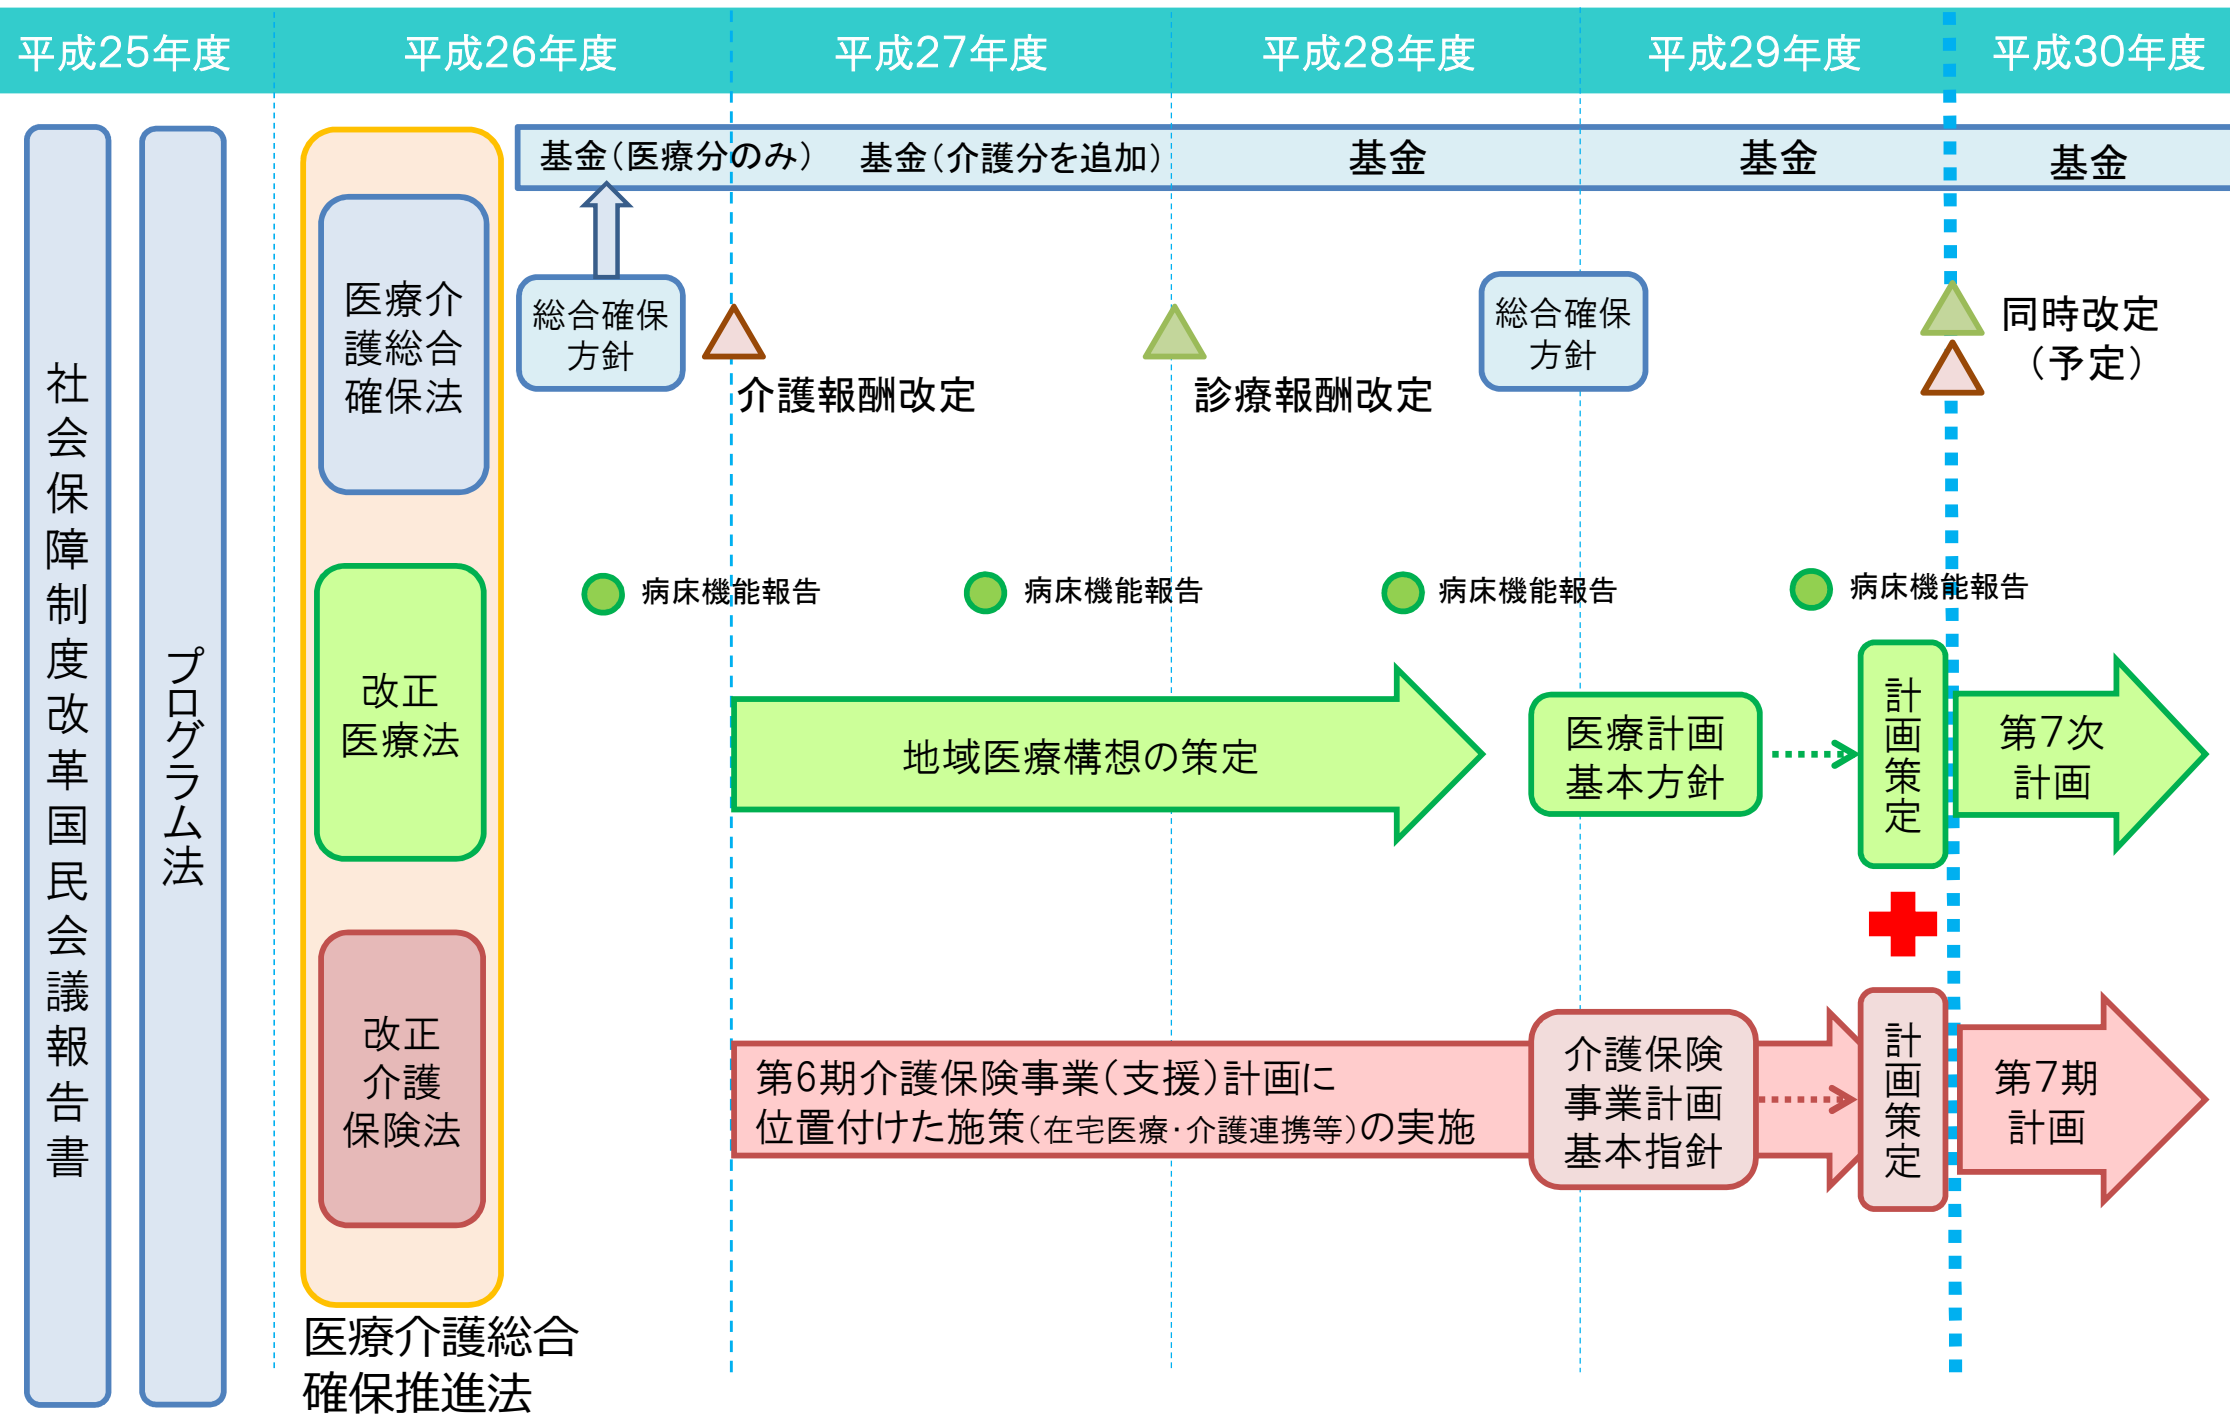 平成25年度
平成26年度
平成27年度
平成28年度
平成29年度
平成30年度
社会保障制度改革国民会議報告書
プログラム法
基金（医療分のみ）
基金（介護分を追加）
基金
基金
基金
医療介
護総合
確保法
総合確保
方針
介護報酬改定
診療報酬改定
総合確保
方針
同時改定
（予定）
病床機能報告
病床機能報告
病床機能報告
病床機能報告
改正
医療法
地域医療構想の策定
医療計画
基本方針
計画策定
第7次
計画
改正
介護
保険法
第6期介護保険事業（支援）計画に
位置付けた施策（在宅医療・介護連携等）の実施
介護保険
事業計画
基本指針
計画策定
第7期
計画
医療介護総合
確保推進法